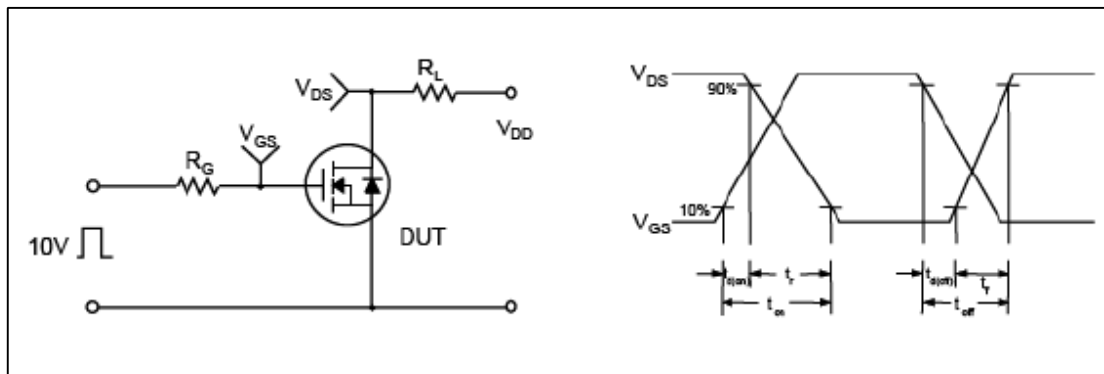 V_DS
R_L
V_DD
V_GS
R_G
10V
DUT
V_DS
90%
V_GS
10%
t_d(on)
t_r
t_d(off)
t_f
t_on
t_off